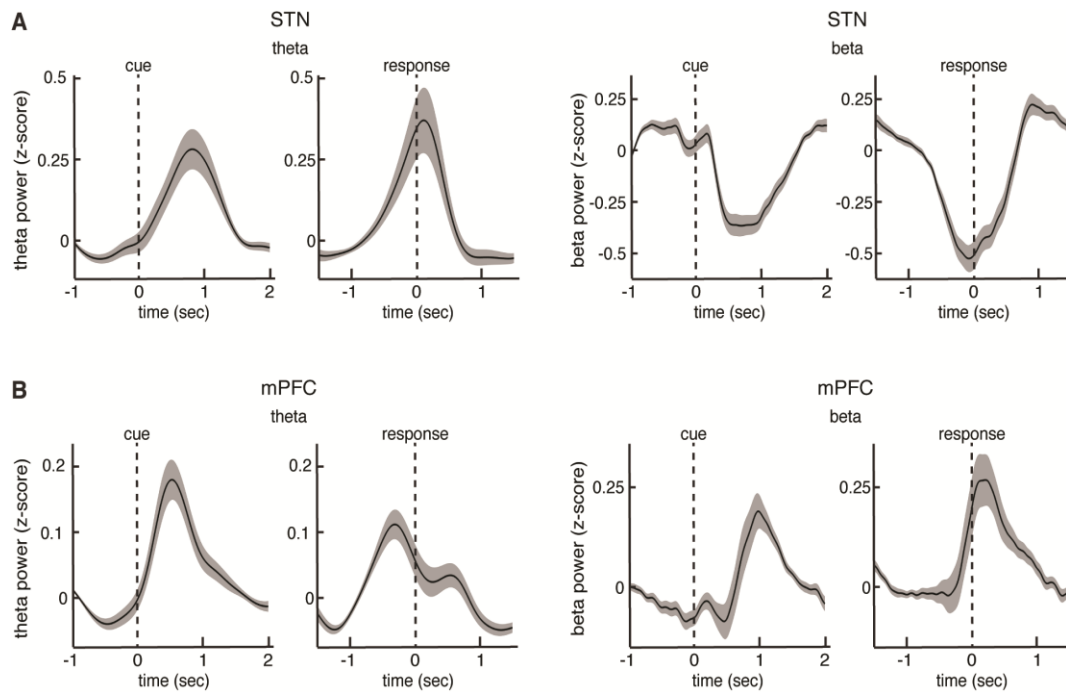 A
STN
theta
cue
response
theta power (z-score)
0.5
0.25
0
-1 0 1 2
time (sec)
0.5
0.25
0
-1 0 1
time (sec)
STN
beta
cue
response
beta power (z-score)
0.25
0
-0.25
-0.5
-1 0 1 2
time (sec)
0.25
0
-0.25
-0.5
-1 0 1
time (sec)
B
mPFC
theta
cue
response
theta power (z-score)
0.2
0.1
0
-1 0 1 2
time (sec)
0.2
0.1
0
-1 0 1
time (sec)
mPFC
beta
cue
response
beta power (z-score)
0.25
0
-1 0 1 2
time (sec)
0.25
0
-1 0 1
time (sec)